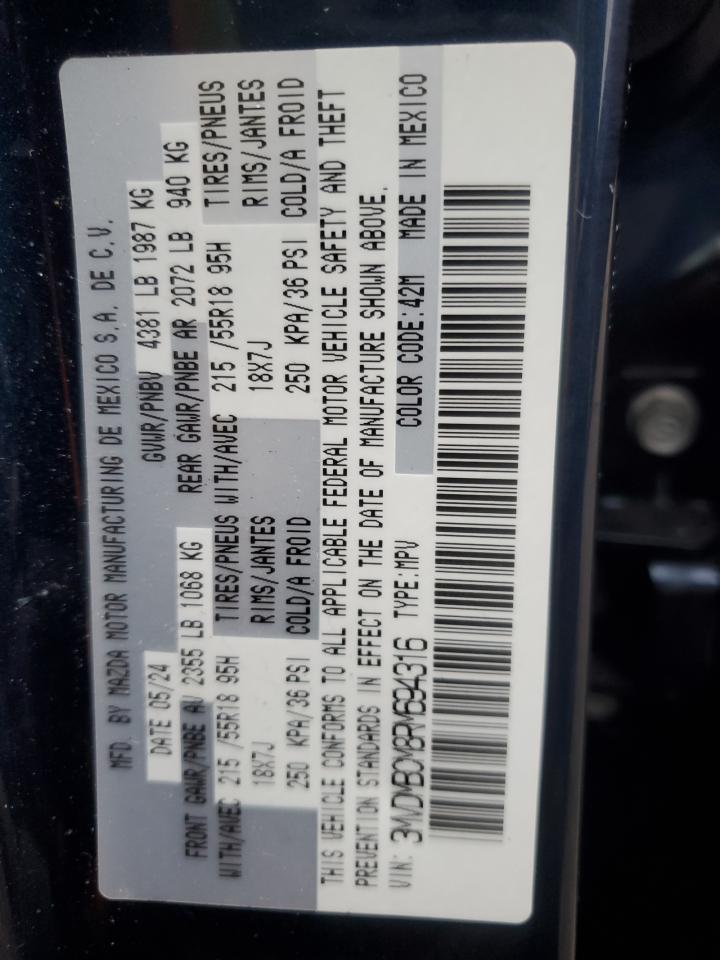 MFD. BY MAZDA MOTOR MANUFACTURING DE MEXICO S.A. DE C.V.
DATE 05/24 GVWR/PNBV 4381 LB 1987 KG
FRONT GAWR/PNBE AV 2355 LB 1068 KG REAR GAWR/PNBE AR 2072 LB 940 KG
WITH/AVEC 215 /55R18 95H TIRES/PNEUS WITH/AVEC 215 /55R18 95H TIRES/PNEUS
18X7J RIMS/JANTES 18X7J RIMS/JANTES
250 KPA/36 PSI COLD/A FROID 250 KPA/36 PSI COLD/A FROID
THIS VEHICLE CONFORMS TO ALL APPLICABLE FEDERAL MOTOR VEHICLE SAFETY AND THEFT
PREVENTION STANDARDS IN EFFECT ON THE DATE OF MANUFACTURE SHOWN ABOVE.
VIN: 3MVDMBCM8RM694316 TYPE:MPV COLOR CODE:42M MADE IN MEXICO